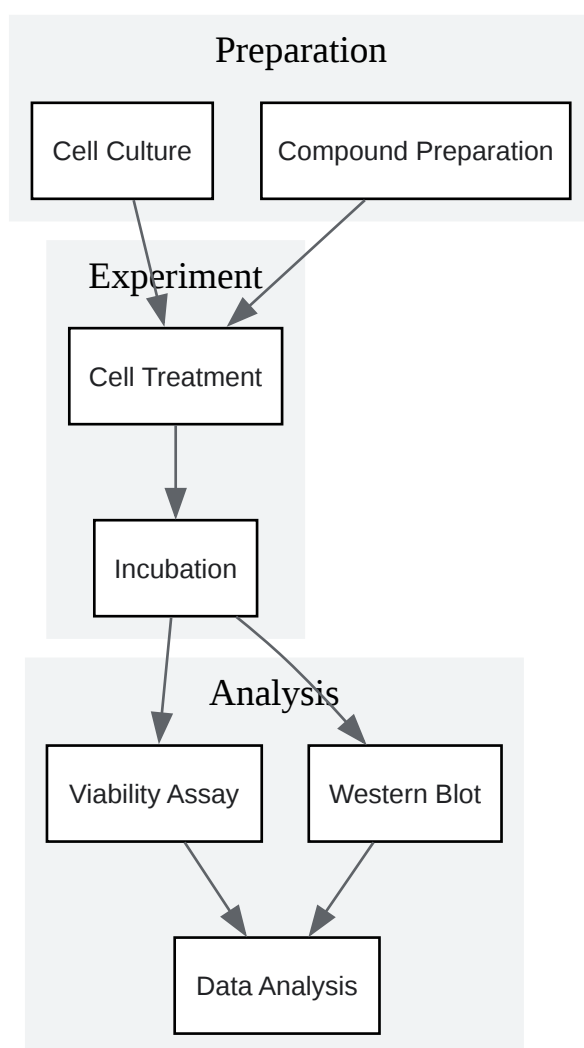 Preparation
Cell Culture
Compound Preparation
Experiment
Cell Treatment
Incubation
Analysis
Viability Assay
Western Blot
Data Analysis